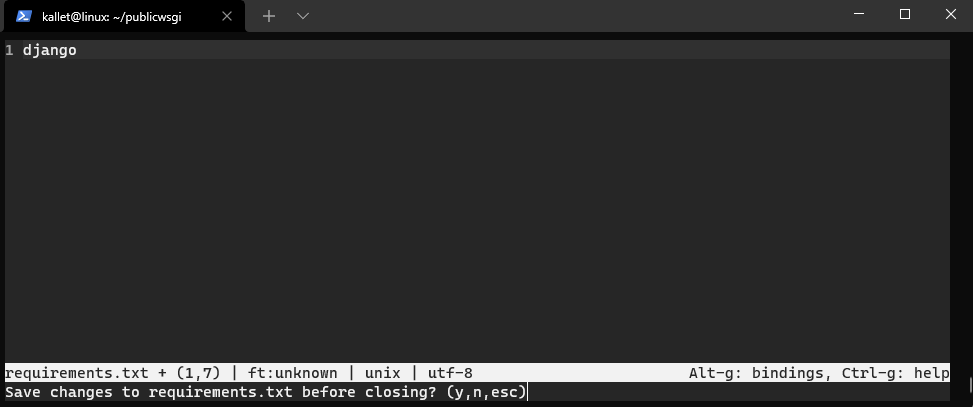 kallet@linux: ~/publicwsgi
1 django
requirements.txt + (1,7) | ft:unknown | unix | utf-8 Alt-g: bindings, Ctrl-g: help
Save changes to requirements.txt before closing? (y,n,esc)